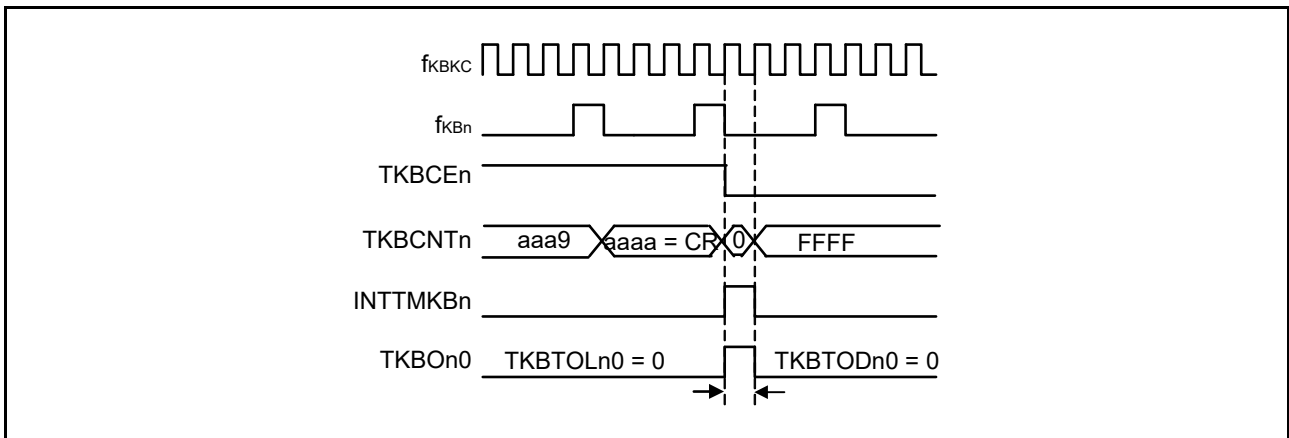 fKBKC
fKBn
TKBCEn
TKBCNTn aaa9 aaaa = CR 0 FFFF
INTTMKBn
TKBOn0 TKBTOLn0 = 0 TKBTODn0 = 0